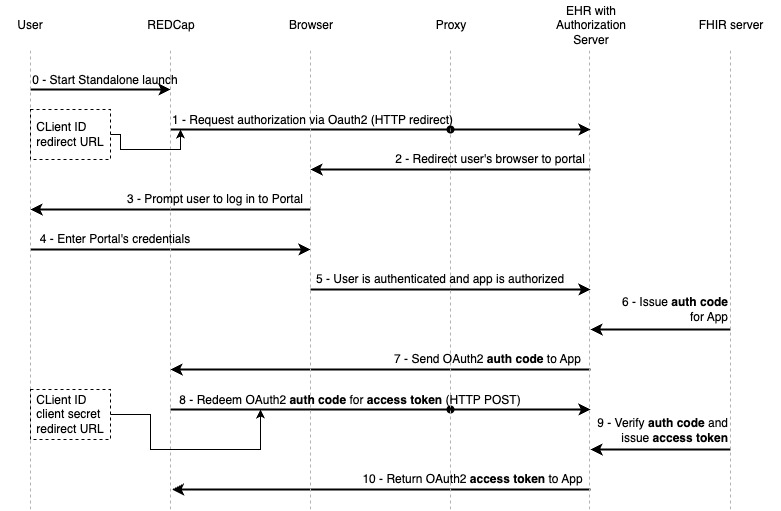 User
REDCap
Browser
Proxy
EHR with
Authorization
Server
FHIR server
0 - Start Standalone launch
CLient ID
redirect URL
1 - Request authorization via Oauth2 (HTTP redirect)
2 - Redirect user's browser to portal
3 - Prompt user to log in to Portal
4 - Enter Portal's credentials
5 - User is authenticated and app is authorized
6 - Issue auth code
for App
7 - Send OAuth2 auth code to App
CLient ID
client secret
redirect URL
8 - Redeem OAuth2 auth code for access token (HTTP POST)
9 - Verify auth code and
issue access token
10 - Return OAuth2 access token to App